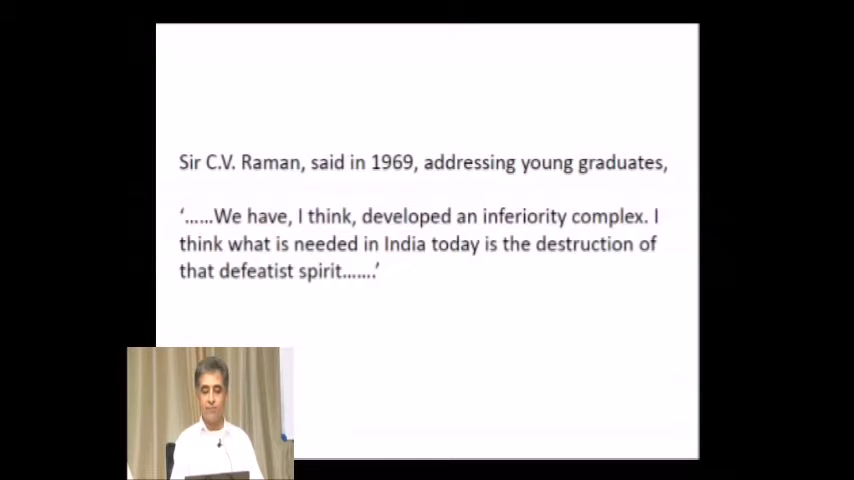 Sir C.V. Raman, said in 1969, addressing young graduates,
‘......We have, I think, developed an inferiority complex. I
think what is needed in India today is the destruction of
that defeatist spirit.......’